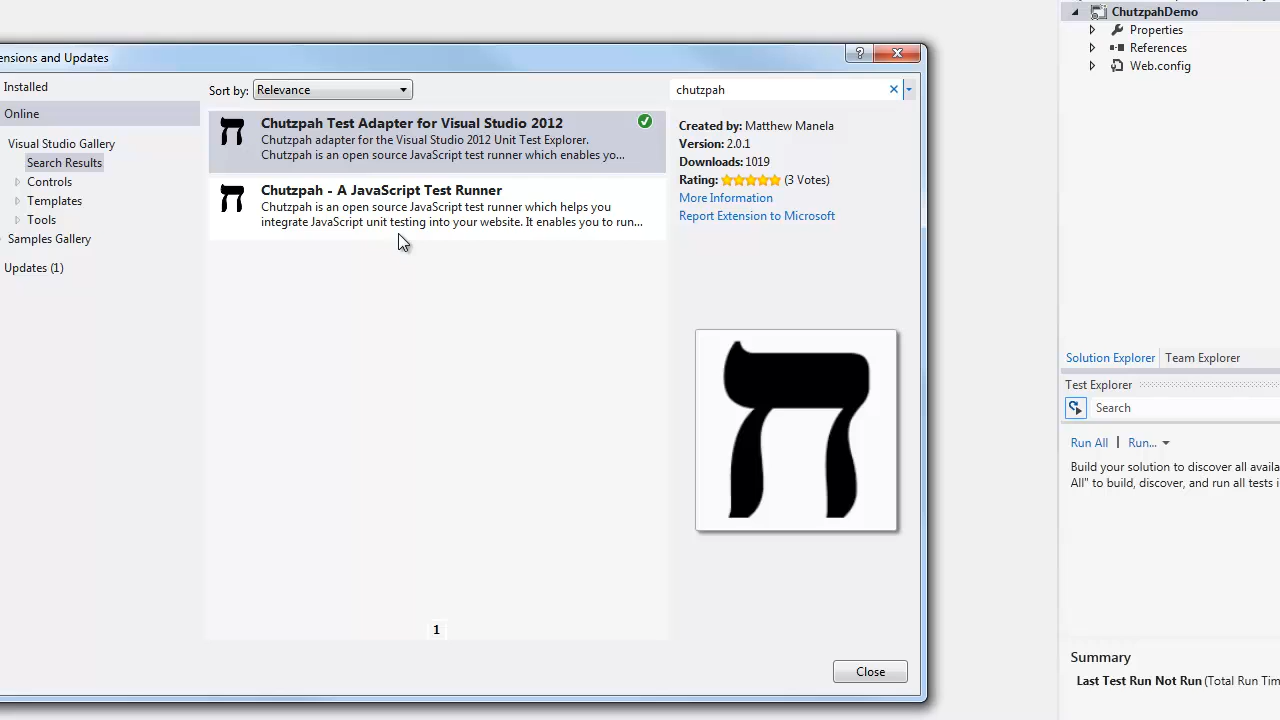 ensions and Updates
Installed
Online
Visual Studio Gallery
Search Results
Controls
Templates
Tools
Samples Gallery
Updates (1)
Sort by: Relevance
ח
Chutzpah Test Adapter for Visual Studio 2012
Chutzpah adapter for the Visual Studio 2012 Unit Test Explorer.
Chutzpah is an open source JavaScript test runner which enables yo...
ח
Chutzpah - A JavaScript Test Runner
Chutzpah is an open source JavaScript test runner which helps you
integrate JavaScript unit testing into your website. It enables you to run...
1
chutzpah
Created by: Matthew Manela
Version: 2.0.1
Downloads: 1019
Rating: (3 Votes)
More Information
Report Extension to Microsoft
ח
Close
ChutzpahDemo
Properties
References
Web.config
Solution Explorer Team Explorer
Test Explorer
Search
Run All | Run...
Build your solution to discover all availa
All" to build, discover, and run all tests i
Summary
Last Test Run Not Run (Total Run Tim